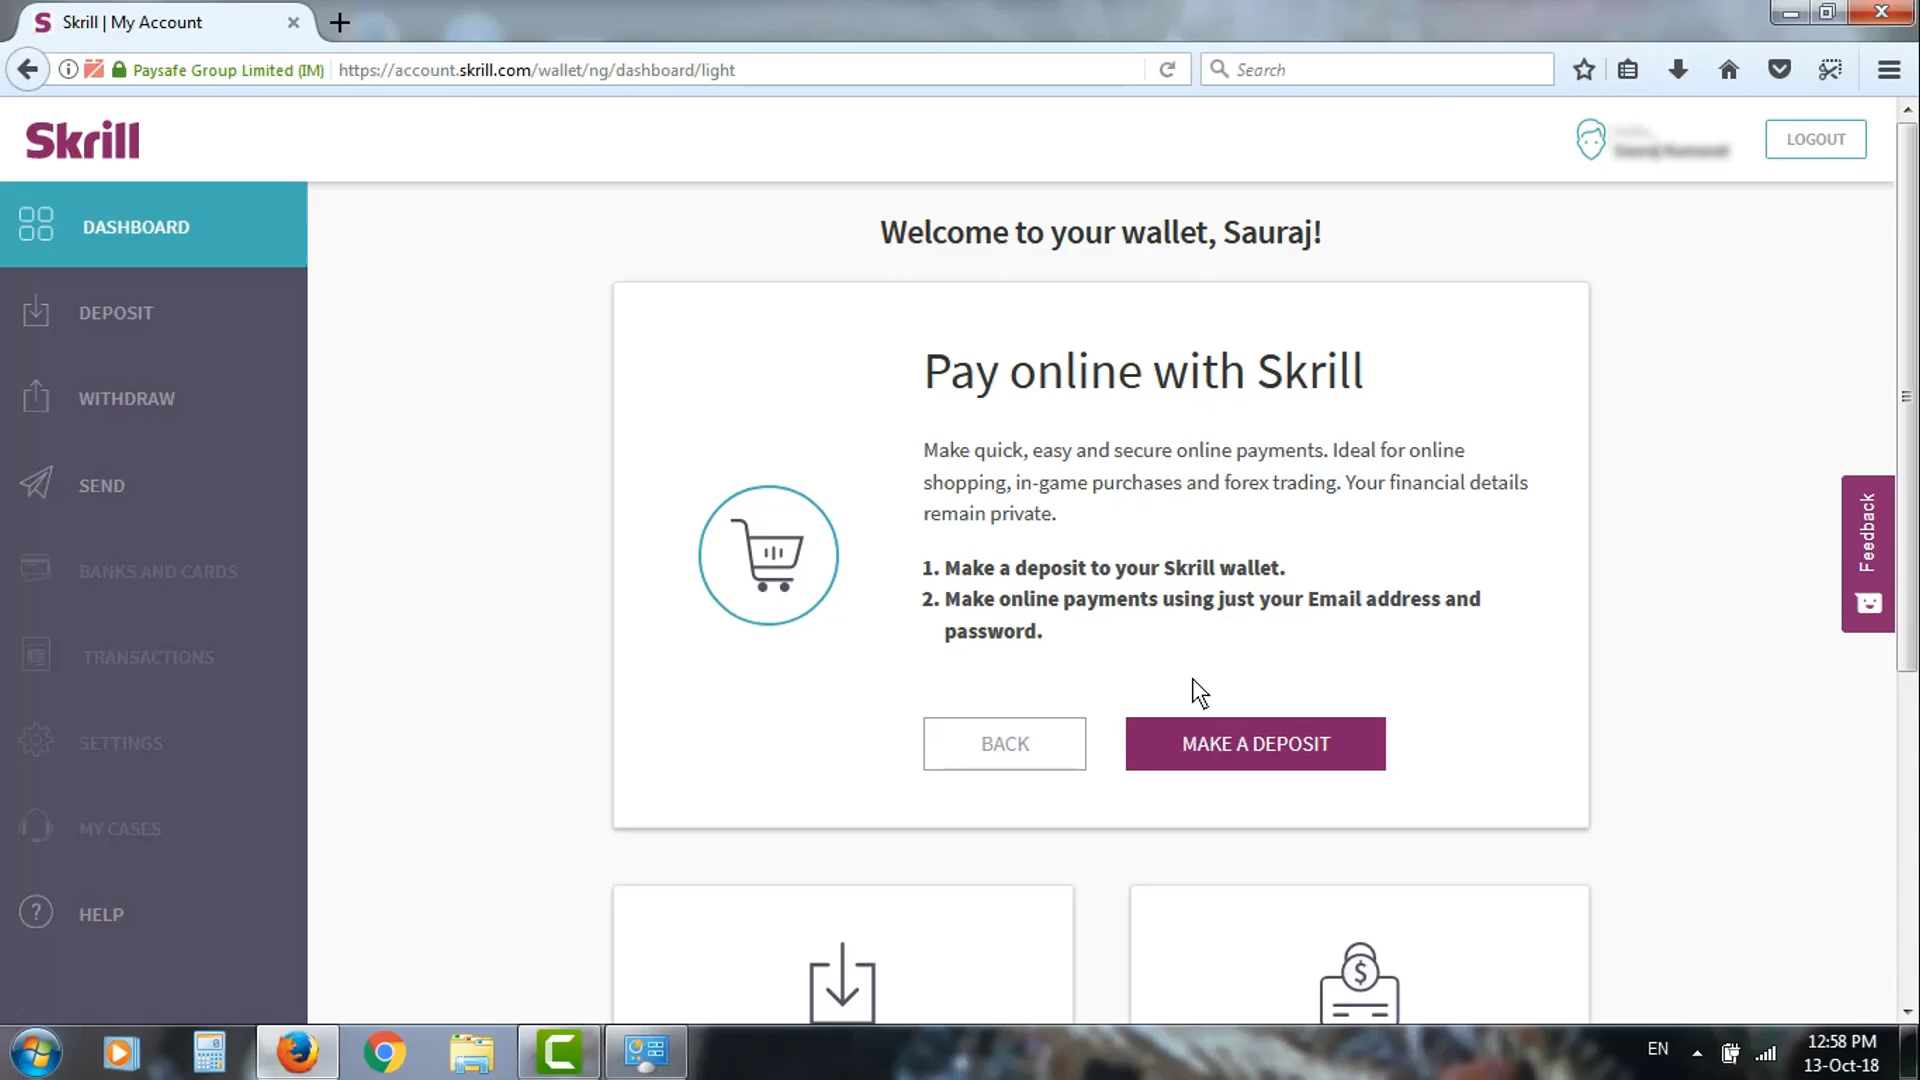 Skrill | My Account
Paysafe Group Limited (IM)
https://account.skrill.com/wallet/ng/dashboard/light
Search
Skrill
LOGOUT
DASHBOARD
DEPOSIT
WITHDRAW
SEND
BANKS AND CARDS
TRANSACTIONS
SETTINGS
MY CASES
HELP
Welcome to your wallet, Sauraj!
Pay online with Skrill
Make quick, easy and secure online payments. Ideal for online
shopping, in-game purchases and forex trading. Your financial details
remain private.
1. Make a deposit to your Skrill wallet.
2. Make online payments using just your Email address and
password.
BACK
MAKE A DEPOSIT
Feedback
EN
12:58 PM
13-Oct-18